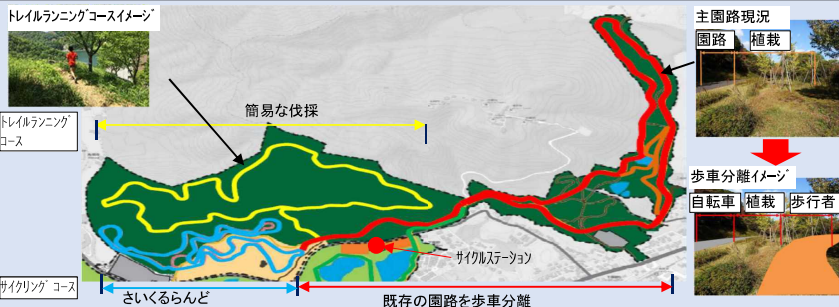 トレイルランニングコースイメージ
主園路現況
園路
植栽
簡易な伐採
トレイルランニング
コース
歩車分離イメージ
自転車
植栽
歩行者
サイクルステーション
サイクリング コース
さいくるらんど
既存の園路を歩車分離